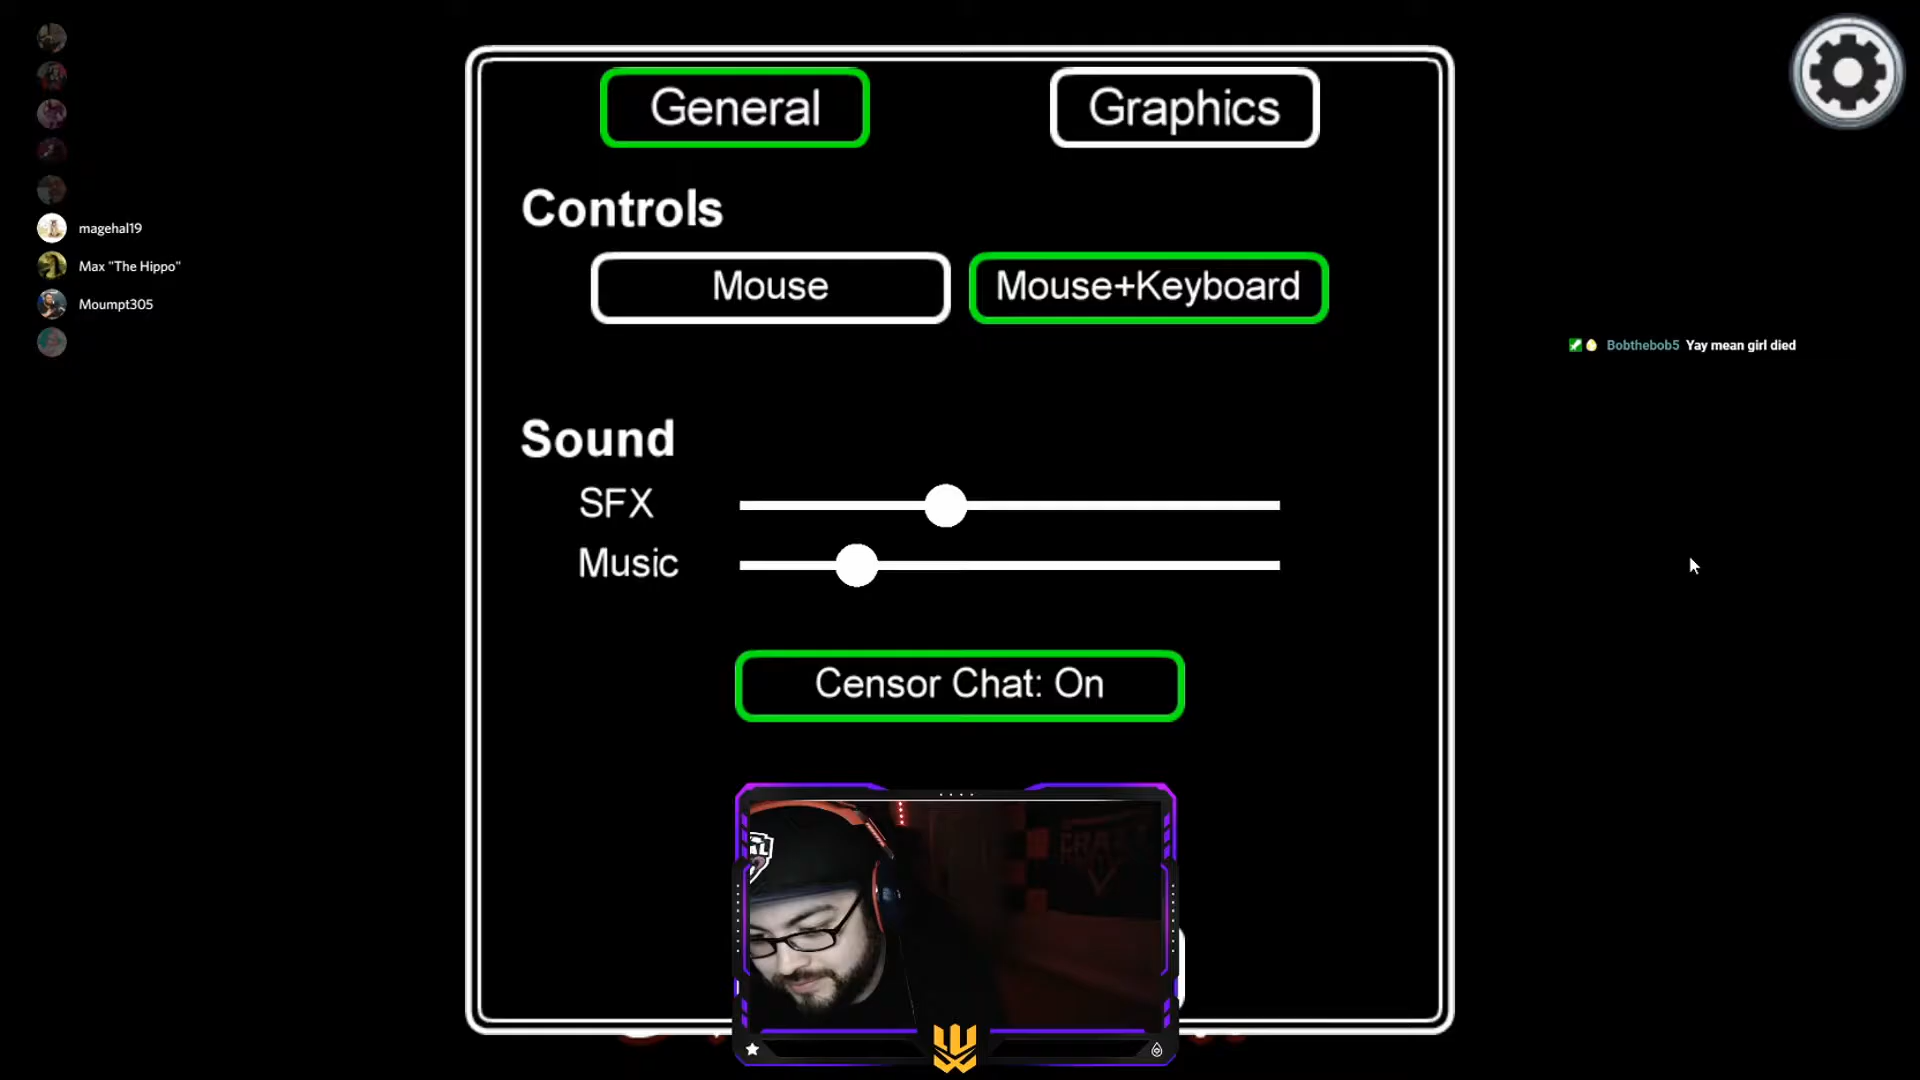 General
Graphics
Controls
Mouse
Mouse+Keyboard
magehal19
Max "The Hippo"
Moumpt305
Bobthebob5 Yay mean girl died
Sound
SFX
Music
Censor Chat: On